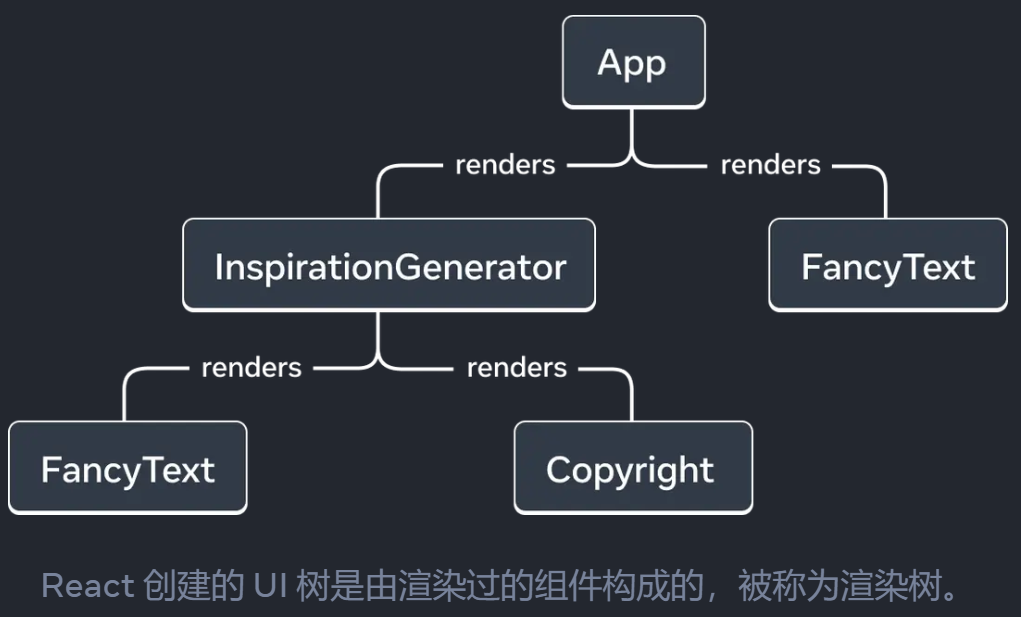 App
renders
renders
InspirationGenerator
FancyText
renders
renders
FancyText
Copyright
React 创建的 UI 树是由渲染过的组件构成的，被称为渲染树。